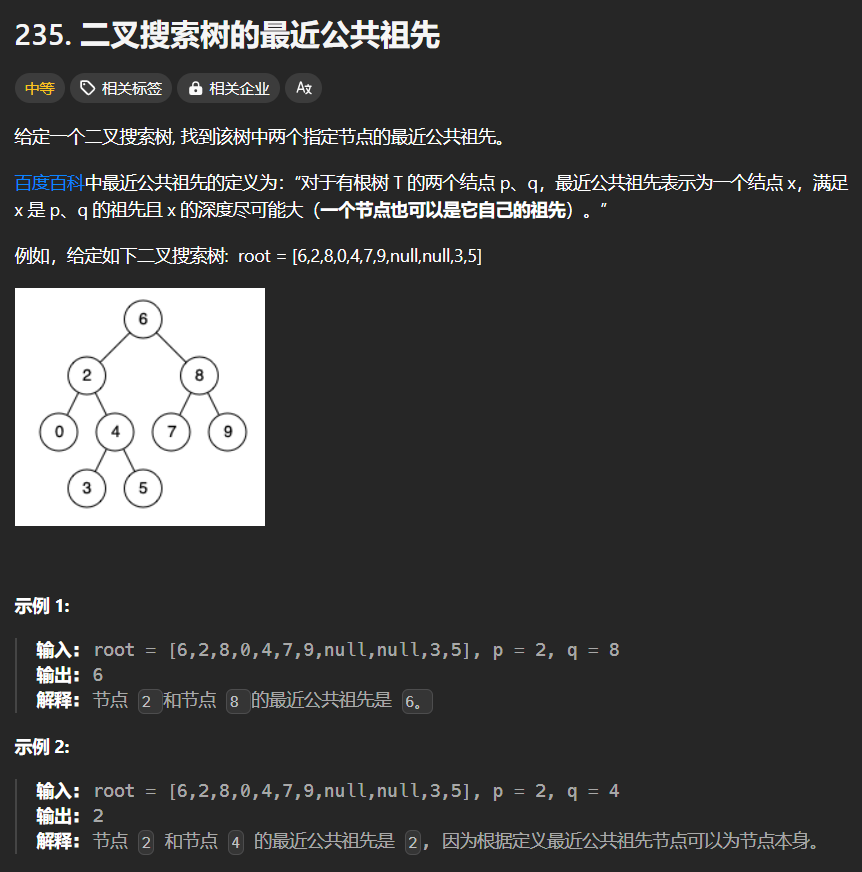 235. 二叉搜索树的最近公共祖先
中等 相关标签 相关企业 Ax
给定一个二叉搜索树, 找到该树中两个指定节点的最近公共祖先。
百度百科中最近公共祖先的定义为：“对于有根树 T 的两个结点 p、q，最近公共祖先表示为一个结点 x，满足
x 是 p、q 的祖先且 x 的深度尽可能大（一个节点也可以是它自己的祖先）。”
例如，给定如下二叉搜索树: root = [6,2,8,0,4,7,9,null,null,3,5]
6
2 8
0 4 7 9
3 5
示例 1:
输入: root = [6,2,8,0,4,7,9,null,null,3,5], p = 2, q = 8
输出: 6
解释: 节点 2 和节点 8 的最近公共祖先是 6。
示例 2:
输入: root = [6,2,8,0,4,7,9,null,null,3,5], p = 2, q = 4
输出: 2
解释: 节点 2 和节点 4 的最近公共祖先是 2, 因为根据定义最近公共祖先节点可以为节点本身。